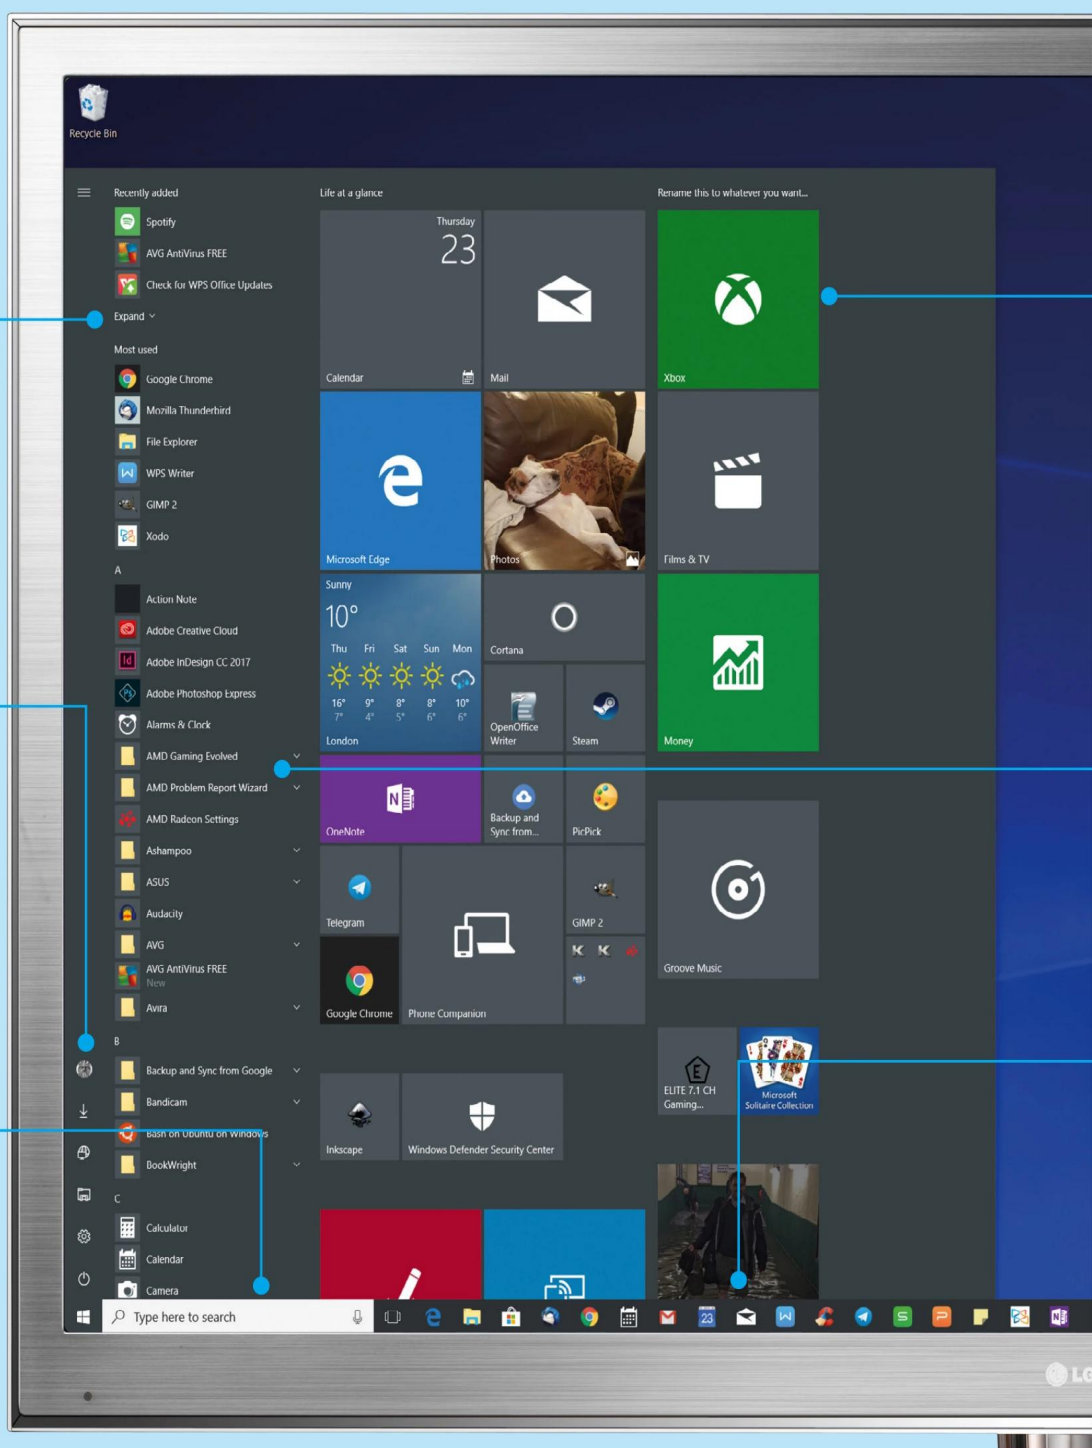 Recycle Bin
Recently added
Spotify
AVG AntiVirus FREE
Check for WPS Office Updates
Expand
Most used
Google Chrome
Mozilla Thunderbird
File Explorer
WPS Writer
GIMP 2
Xodo
A
Action Note
Adobe Creative Cloud
Adobe InDesign CC 2017
Adobe Photoshop Express
Alarms & Clock
AMD Gaming Evolved
AMD Problem Report Wizard
AMD Radeon Settings
Ashampoo
ASUS
Audacity
AVG
AVG AntiVirus FREE
New
Avira
B
Backup and Sync from Google
Bandicam
Bash on Ubuntu on Windows
BookWright
C
Calculator
Calendar
Camera
Life at a glance
Thursday
23
Calendar
Mail
Microsoft Edge
Photos
Sunny
10°
Thu Fri Sat Sun Mon
16° 9° 8° 8° 10°
7° 4° 5° 6° 6°
London
Cortana
OpenOffice
Writer
Steam
OneNote
Backup and
Sync from...
PicPick
Telegram
Google Chrome
Phone Companion
GIMP 2
Inkscape
Windows Defender Security Center
Rename this to whatever you want...
Xbox
Films & TV
Money
Groove Music
ELITE 7.1 CH
Gaming...
Microsoft
Solitaire Collection
Type here to search
23
LG